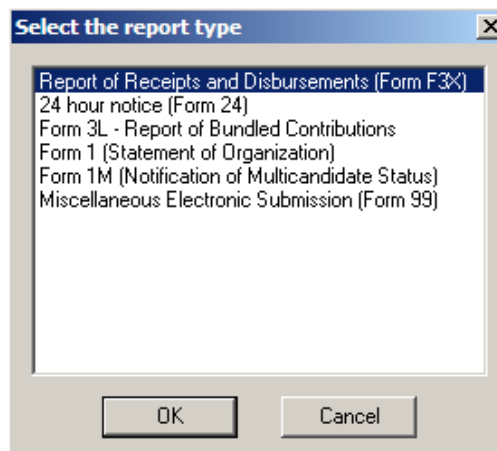 Select the report type
Report of Receipts and Disbursements (Form F3X)
24 hour notice (Form 24)
Form 3L - Report of Bundled Contributions
Form 1 (Statement of Organization)
Form 1M (Notification of Multicandidate Status)
Miscellaneous Electronic Submission (Form 99)
OK
Cancel